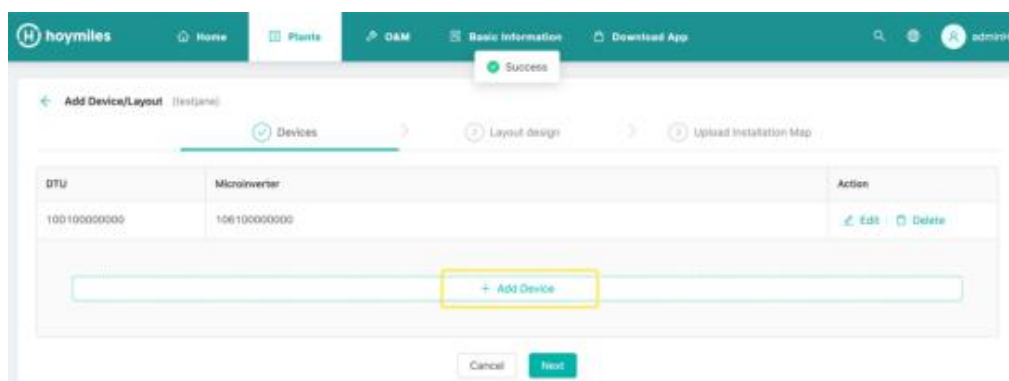 hoymiles Home Plants O&M Basic Information Download App
Success
Add Device/Layout (testjane)
Devices Layout design Upload Installation Map
DTU Microinverter Action
100100000000 106100000000 Edit Delete
+ Add Device
Cancel Next